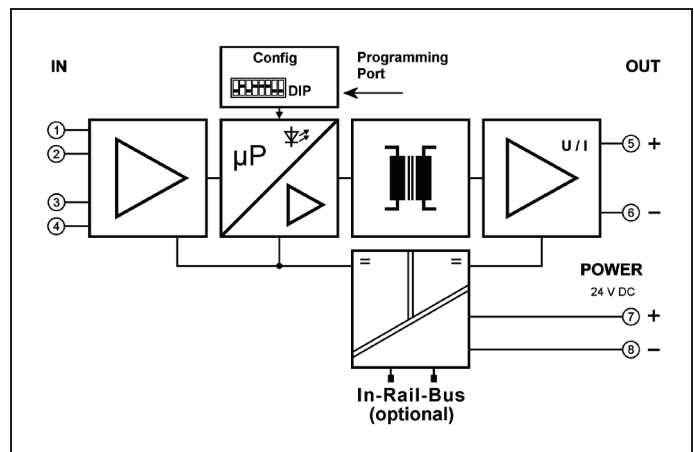 Config
Programming
Port
IN
OUT
DIP
1
2
3
4
µP
U / I
5 +
6 −
POWER
24 V DC
7 +
8 −
= =
In-Rail-Bus
(optional)